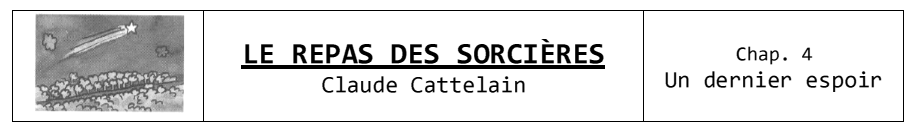 LE REPAS DES SORCIÈRES
Claude Cattelain
Chap. 4
Un dernier espoir